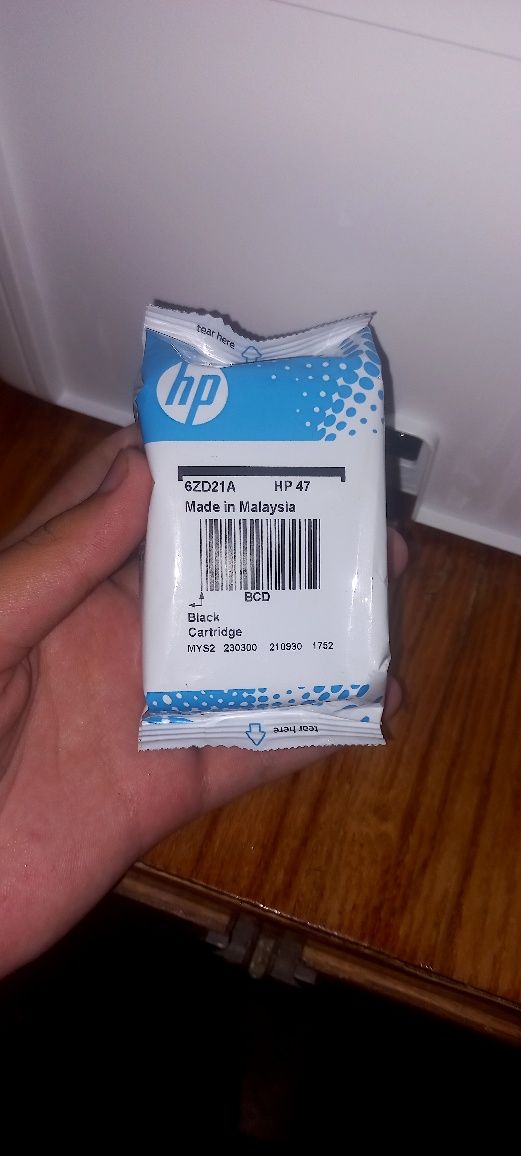 tear here
hp
6ZD21A HP 47
Made in Malaysia
BCD
Black
Cartridge
MYS2 230300 210930 1752
tear here